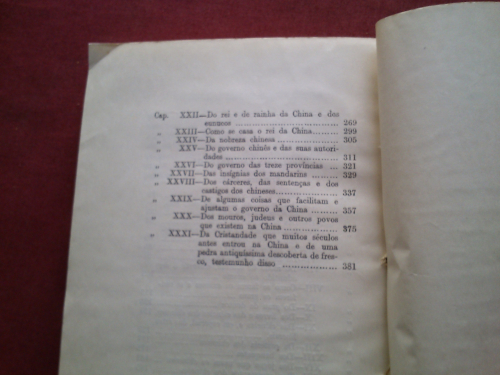 Cap. XXII—Do rei e de rainha da China e dos
eunucos ........................ 269
„ XXIII—Como se casa o rei da China........ 299
„ XXIV—Da nobreza chinesa .............. 305
„ XXV—Do governo chinês e das suas autori-
dades ........................... 311
„ XXVI—Do governo das treze províncias ... 321
„ XXVII—Das insígnias dos mandarins ....... 329
„ XXVIII—Dos cárceres, das sentenças e dos
castigos dos chineses............. 337
„ XXIX—De algumas coisas que facilitam e
ajustam o governo da China ..... 357
„ XXX—Dos mouros, judeus e outros povos
que existem na China ........... 375
„ XXXI—Da Cristandade que muitos séculos
antes entrou na China e de uma
pedra antiquíssima descoberta de fres-
co, testemunho disso ............. 381